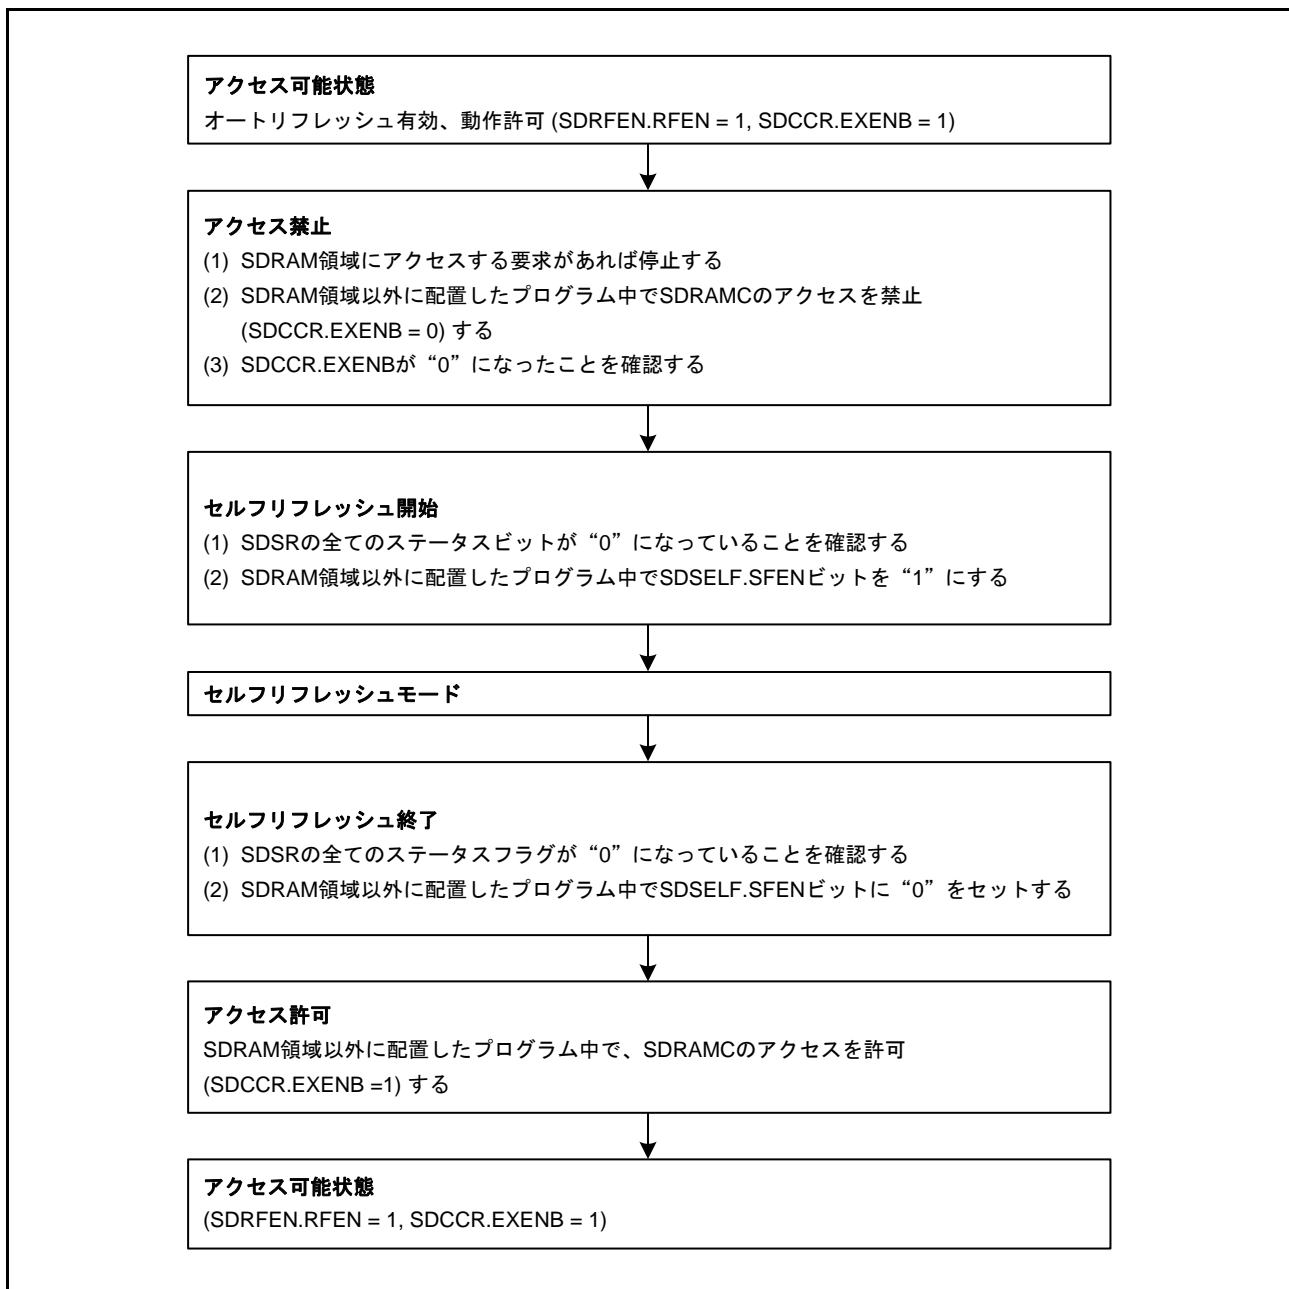 アクセス可能状態
オートリフレッシュ有効、動作許可 (SDRFEN.RFEN = 1, SDCCR.EXENB = 1)
アクセス禁止
(1) SDRAM領域にアクセスする要求があれば停止する
(2) SDRAM領域以外に配置したプログラム中でSDRAMCのアクセスを禁止
(SDCCR.EXENB = 0) する
(3) SDCCR.EXENBが“0”になったことを確認する
セルフリフレッシュ開始
(1) SDSRの全てのステータスビットが“0”になっていることを確認する
(2) SDRAM領域以外に配置したプログラム中でSDSELF.SFENビットを“1”にする
セルフリフレッシュモード
セルフリフレッシュ終了
(1) SDSRの全てのステータスフラグが“0”になっていることを確認する
(2) SDRAM領域以外に配置したプログラム中でSDSELF.SFENビットに“0”をセットする
アクセス許可
SDRAM領域以外に配置したプログラム中で、SDRAMCのアクセスを許可
(SDCCR.EXENB =1) する
アクセス可能状態
(SDRFEN.RFEN = 1, SDCCR.EXENB = 1)